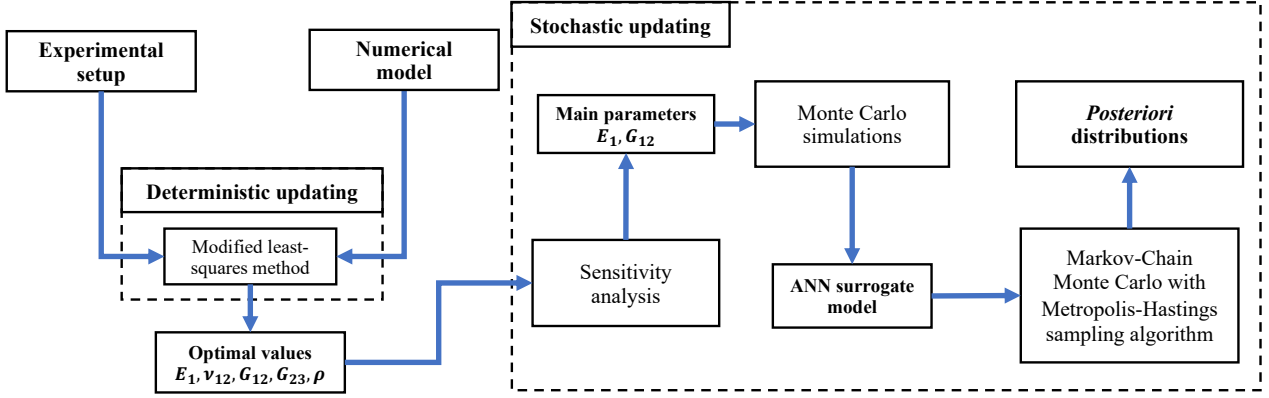 Experimental
setup
Numerical
model
Deterministic updating
Modified least-
squares method
Optimal values
E₁, ν₁₂, G₁₂, G₂₃, ρ
Stochastic updating
Sensitivity
analysis
Main parameters
E₁, G₁₂
Monte Carlo
simulations
ANN surrogate
model
Markov-Chain
Monte Carlo with
Metropolis-Hastings
sampling algorithm
Posteriori
distributions